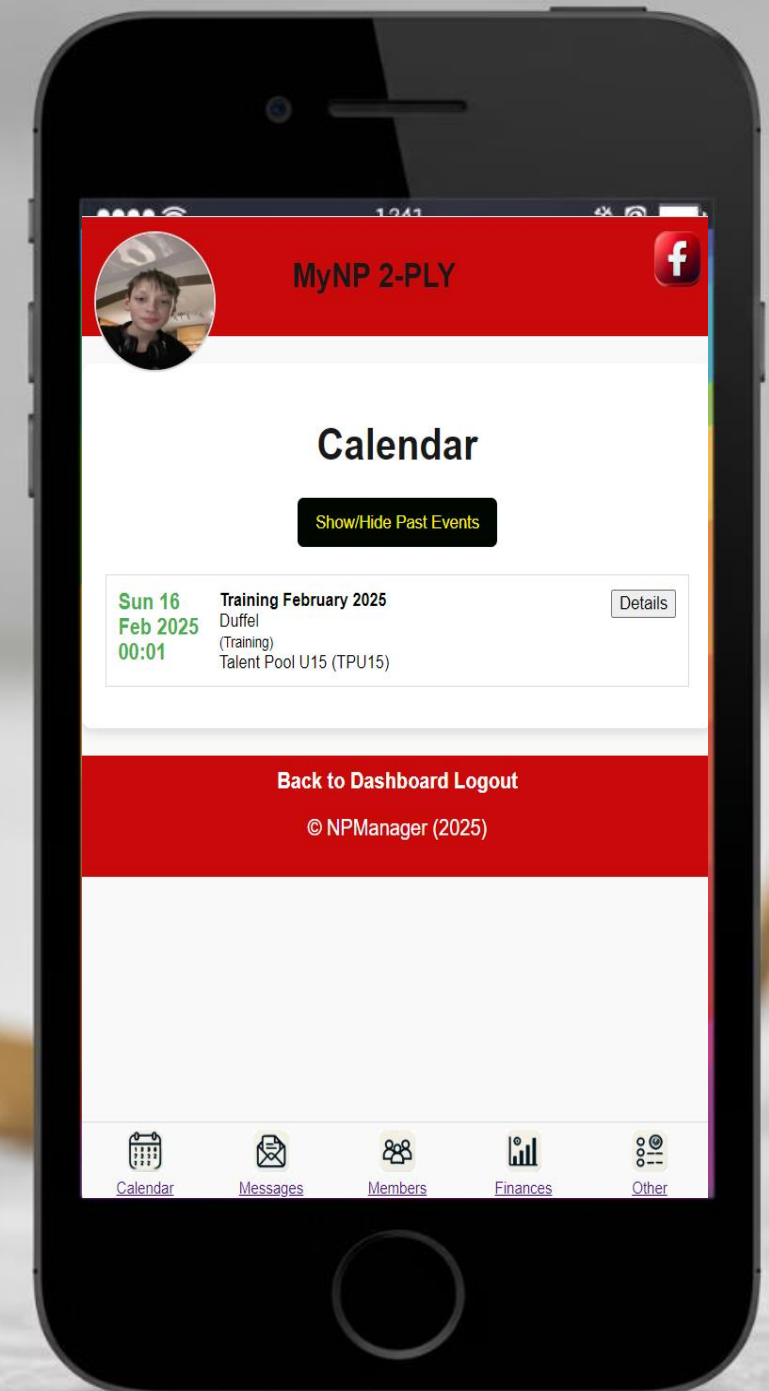 1241
MyNP 2-PLY
f
Calendar
Show/Hide Past Events
Sun 16
Feb 2025
00:01
Training February 2025
Duffel
(Training)
Talent Pool U15 (TPU15)
Details
Back to Dashboard Logout
© NPManager (2025)
Calendar
Messages
Members
Finances
Other